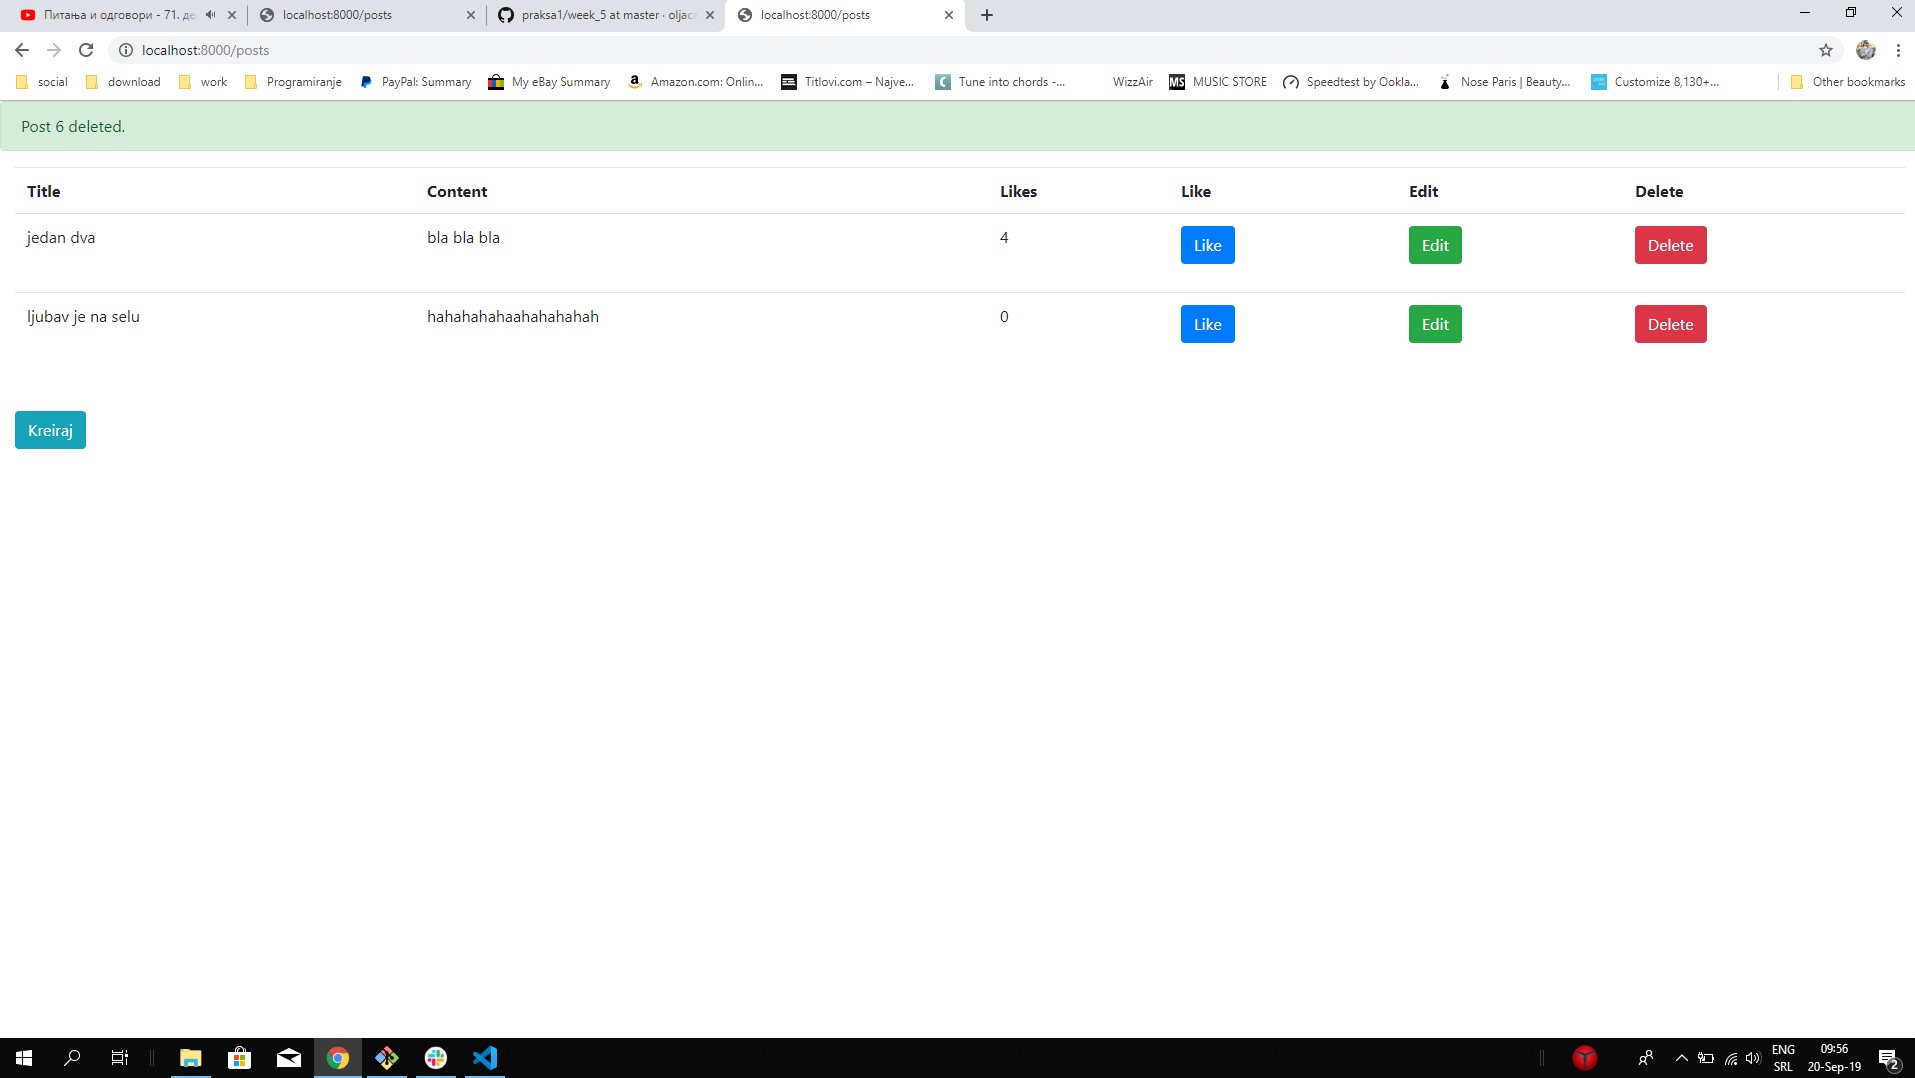 Питања и одговори - 71. де
localhost:8000/posts
praksa1/week_5 at master · oljaca
localhost:8000/posts
localhost:8000/posts
social
download
work
Programiranje
PayPal: Summary
My eBay Summary
Amazon.com: Onlin...
Titlovi.com – Najve...
Tune into chords -...
WizzAir
MS MUSIC STORE
Speedtest by Ookla...
Nose Paris | Beauty...
Customize 8,130+...
Other bookmarks
Post 6 deleted.
Title Content Likes Like Edit Delete
jedan dva bla bla bla 4 Like Edit Delete
ljubav je na selu hahahahahaahahahahah 0 Like Edit Delete
Kreiraj
ENG
SRL
09:56
20-Sep-19
2